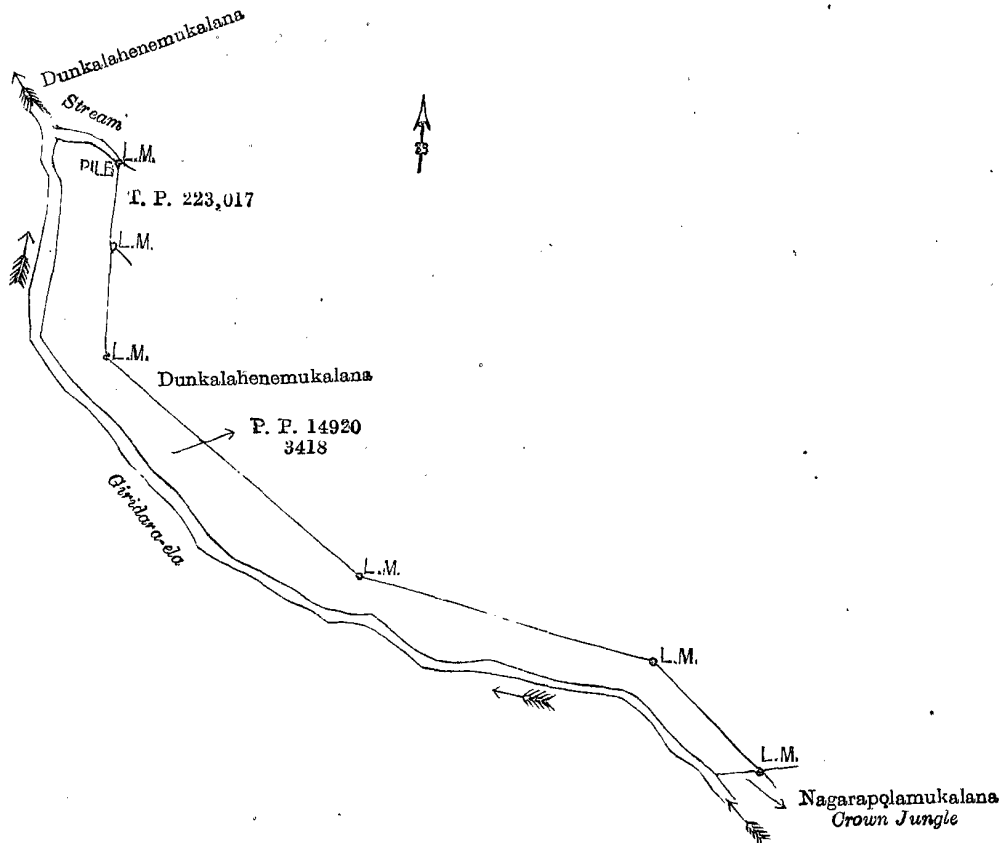 Dunkalahenemukalana
Stream
L.M.
PILE
T. P. 223,017
L.M.
L.M.
Dunkalahenemukalana
P. P. 14920
3418
Giridara-ela
L.M.
L.M.
L.M.
Nagarapolamukalana
Crown Jungle